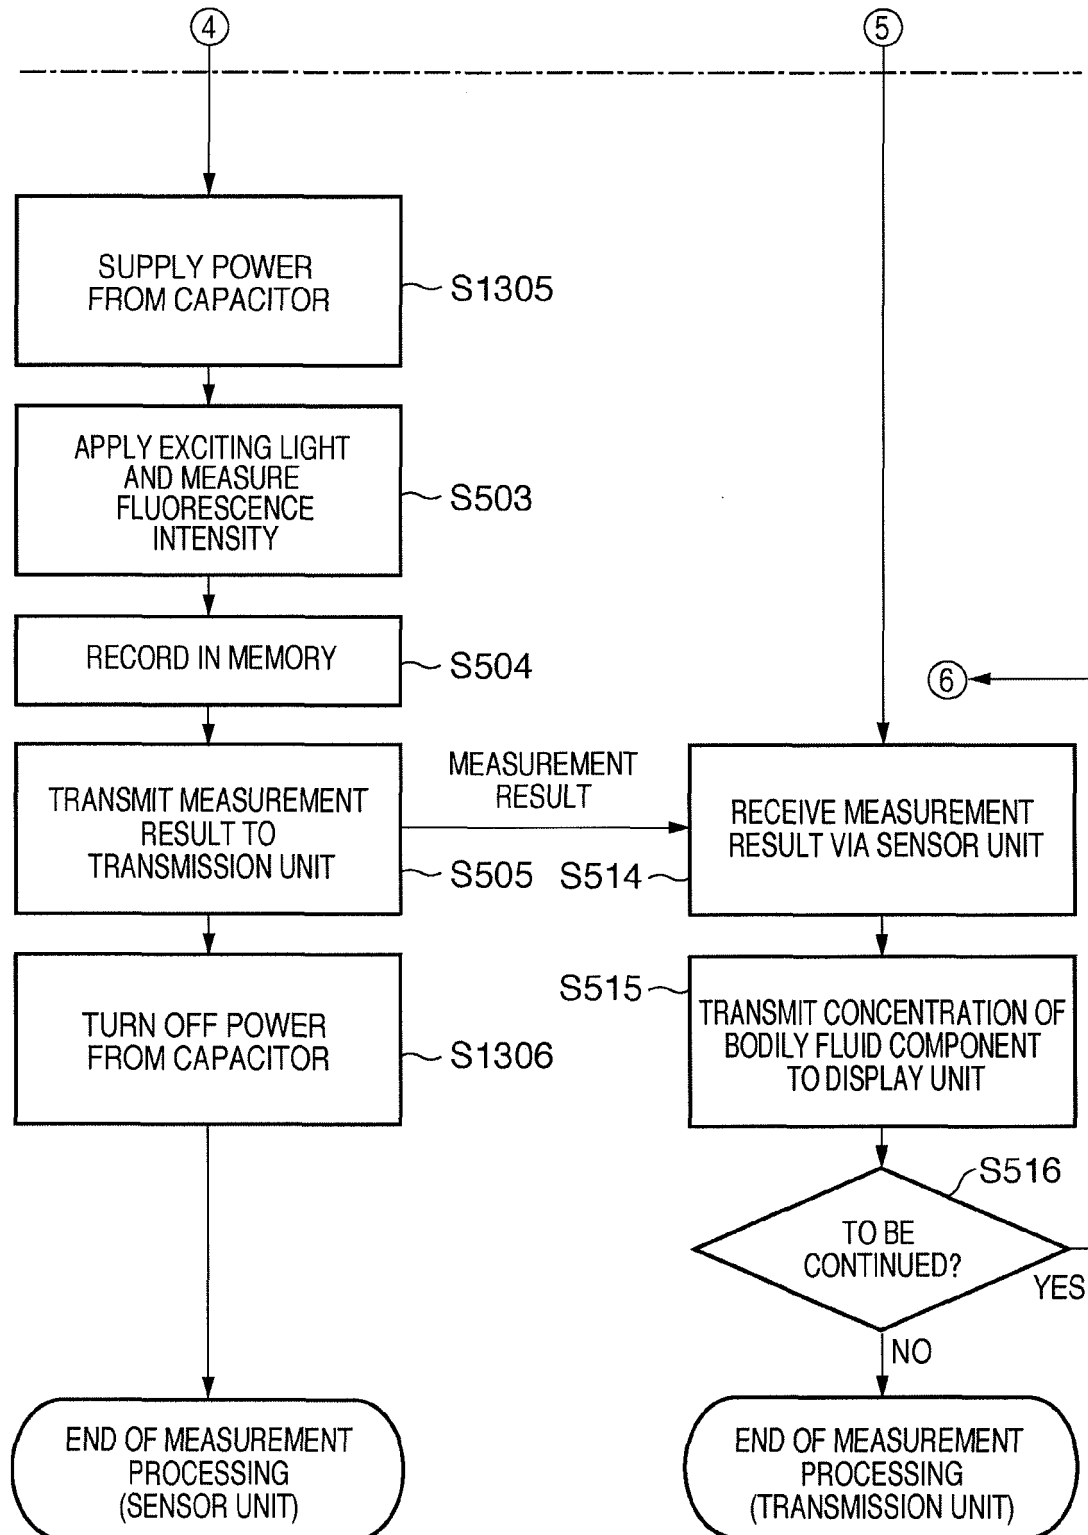 4
5
SUPPLY POWER
FROM CAPACITOR
S1305
APPLY EXCITING LIGHT
AND MEASURE
FLUORESCENCE
INTENSITY
S503
RECORD IN MEMORY
S504
6
TRANSMIT MEASUREMENT
RESULT TO
TRANSMISSION UNIT
S505
MEASUREMENT
RESULT
RECEIVE MEASUREMENT
RESULT VIA SENSOR UNIT
S514
TURN OFF POWER
FROM CAPACITOR
S1306
S515
TRANSMIT CONCENTRATION OF
BODILY FLUID COMPONENT
TO DISPLAY UNIT
S516
TO BE
CONTINUED?
YES
NO
END OF MEASUREMENT
PROCESSING
(SENSOR UNIT)
END OF MEASUREMENT
PROCESSING
(TRANSMISSION UNIT)